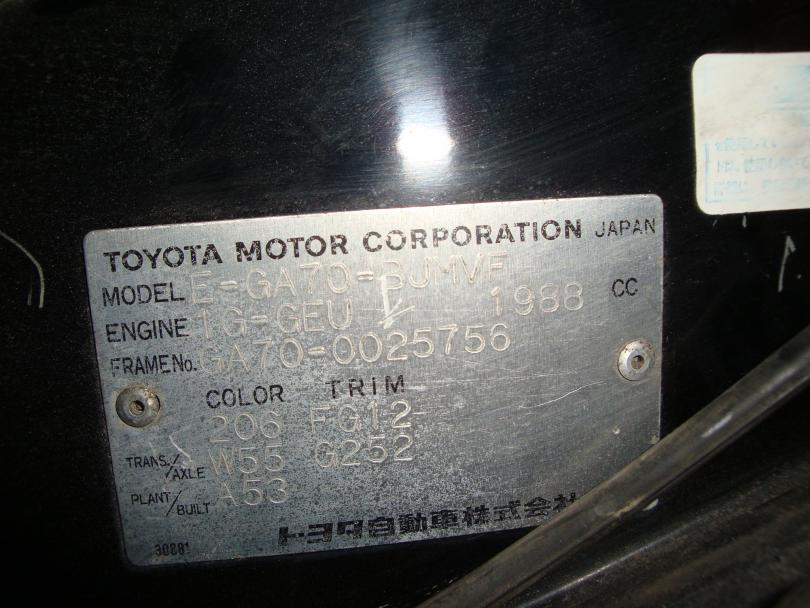 TOYOTA MOTOR CORPORATION JAPAN
MODEL E-GA70-BJMVF
ENGINE 1G-GEU 1988 CC
FRAME No. GA70-0025756
COLOR TRIM
206 FG12
TRANS./AXLE W55 G252
PLANT/BUILT A53
トヨタ自動車株式会社
30881